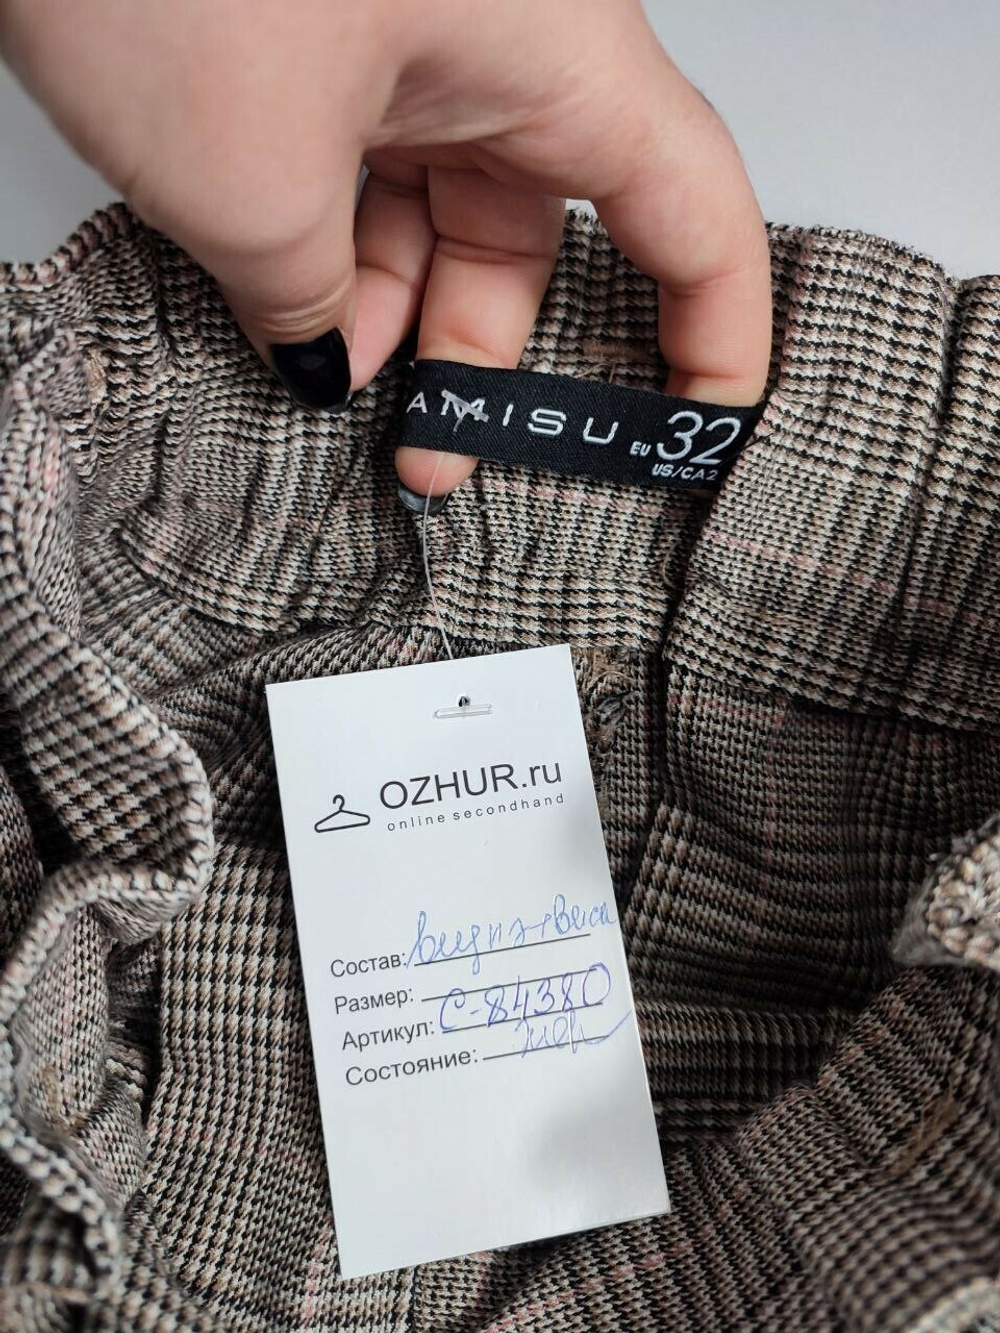 AMISU EU 32
US/CA2
OZHUR.ru
online secondhand
Состав:
Размер:
Артикул: С-84380
Состояние: